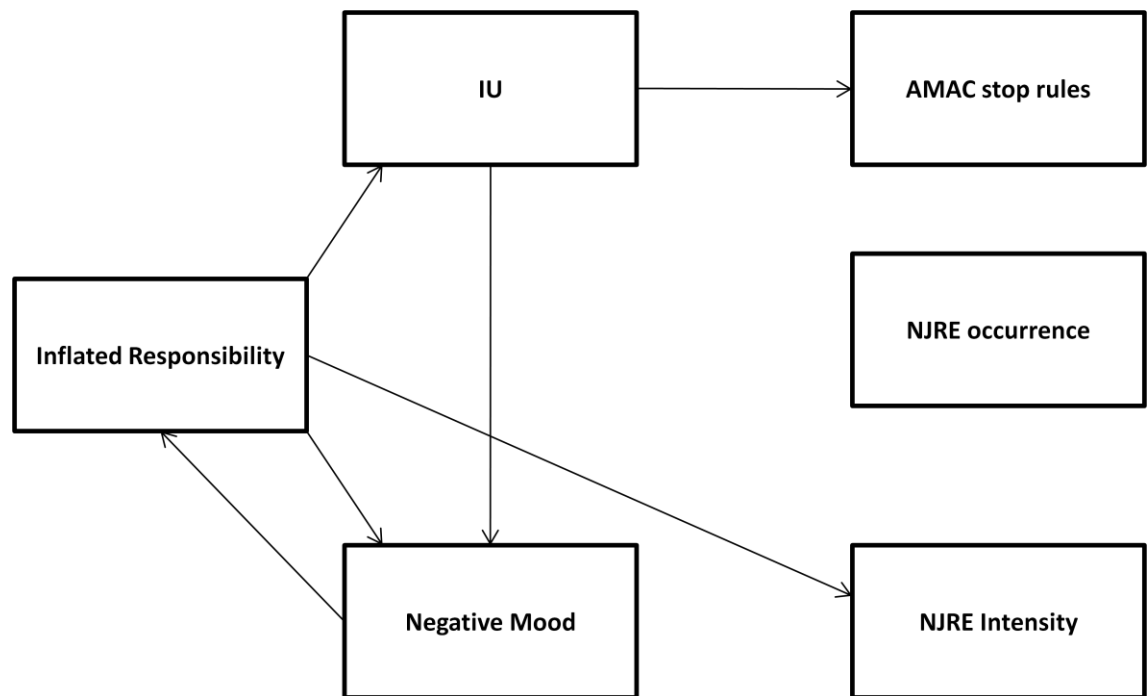 IU
AMAC stop rules
NJRE occurrence
Inflated Responsibility
Negative Mood
NJRE Intensity